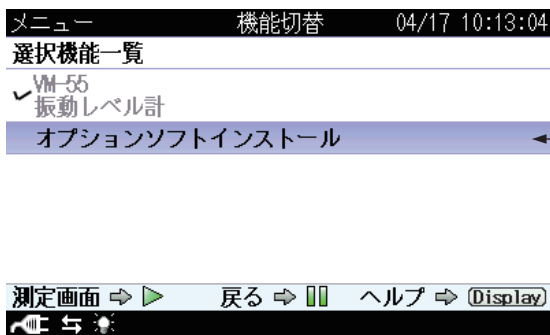 メニュー 機能切替 04/17 10:13:04
選択機能一覧
VM-55
振動レベル計
オプションソフトインストール
測定画面 ⇨ ▷ 戻る ⇨ ▯▯ ヘルプ ⇨ Display